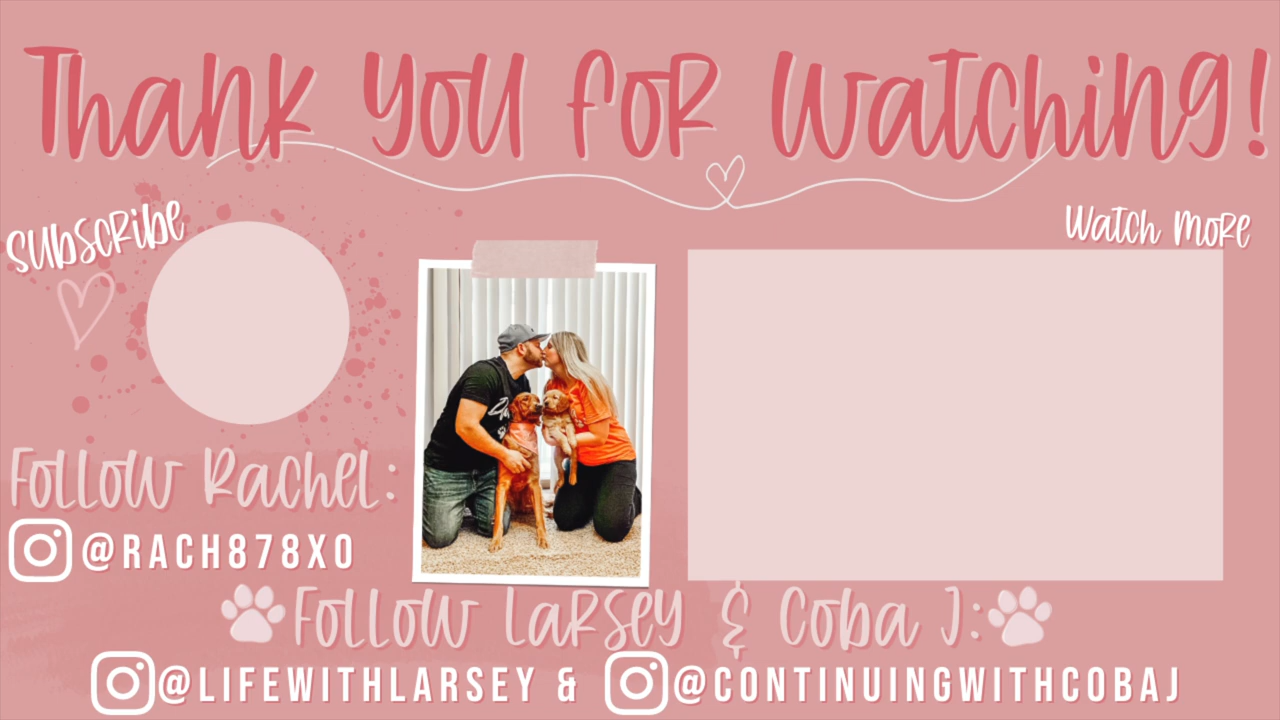 Thank you for watching!
Subscribe
Watch more
Follow Rachel:
@RACH878XO
Follow Larsey & Coba J:
@LIFEWITHLARSEY & @CONTINUINGWITHCOBAJ